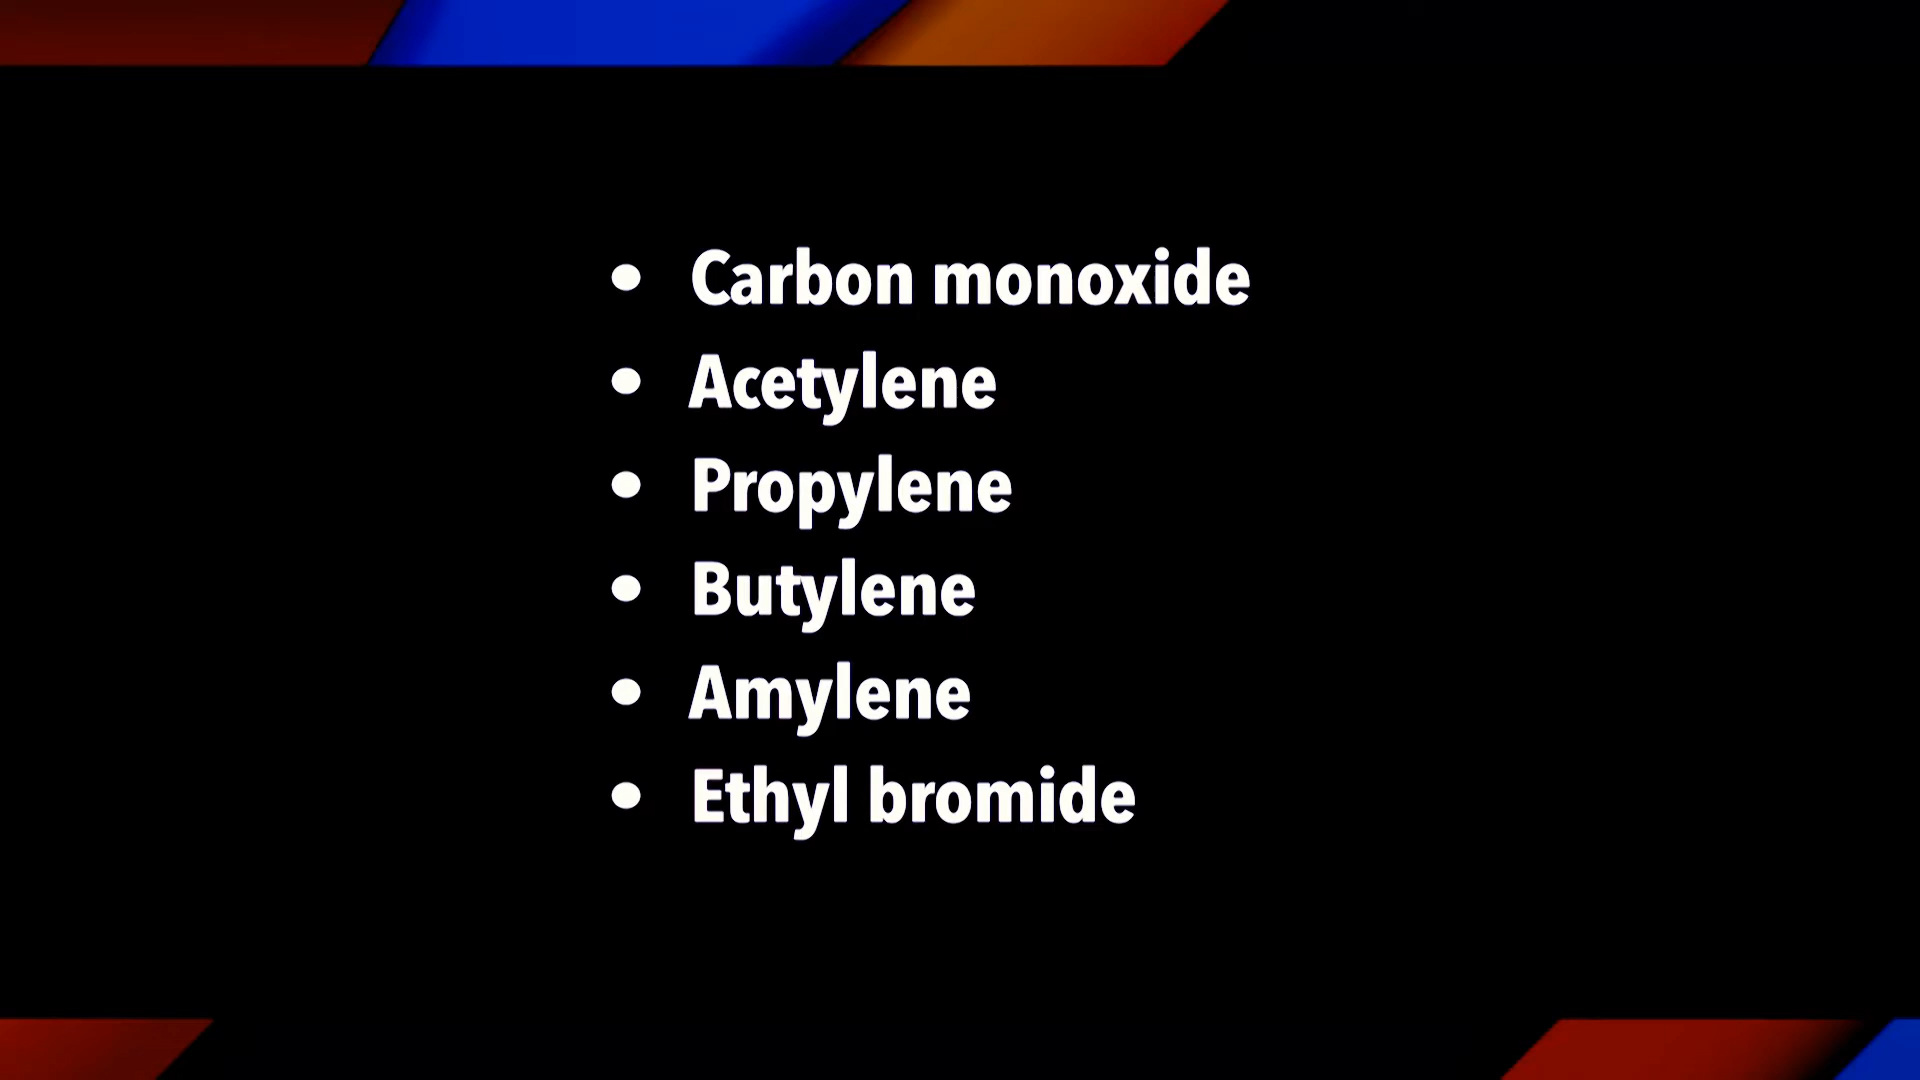 • Carbon monoxide
• Acetylene
• Propylene
• Butylene
• Amylene
• Ethyl bromide